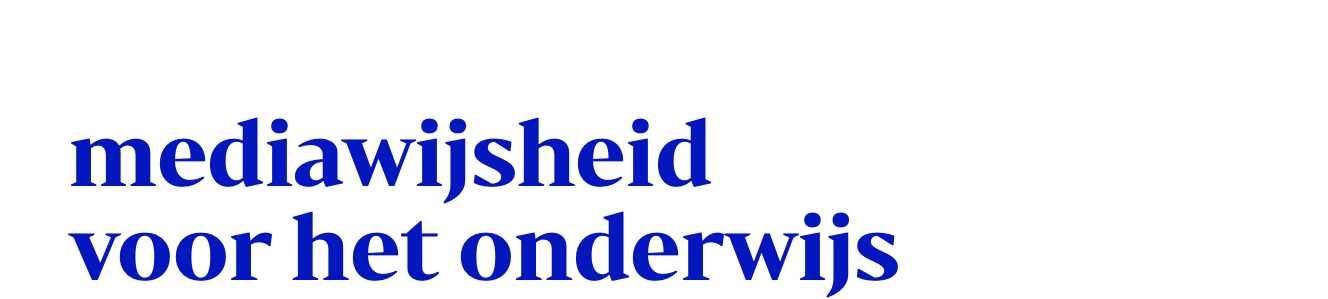 Beleidstool
mediawijsheid
voor het onderwijs